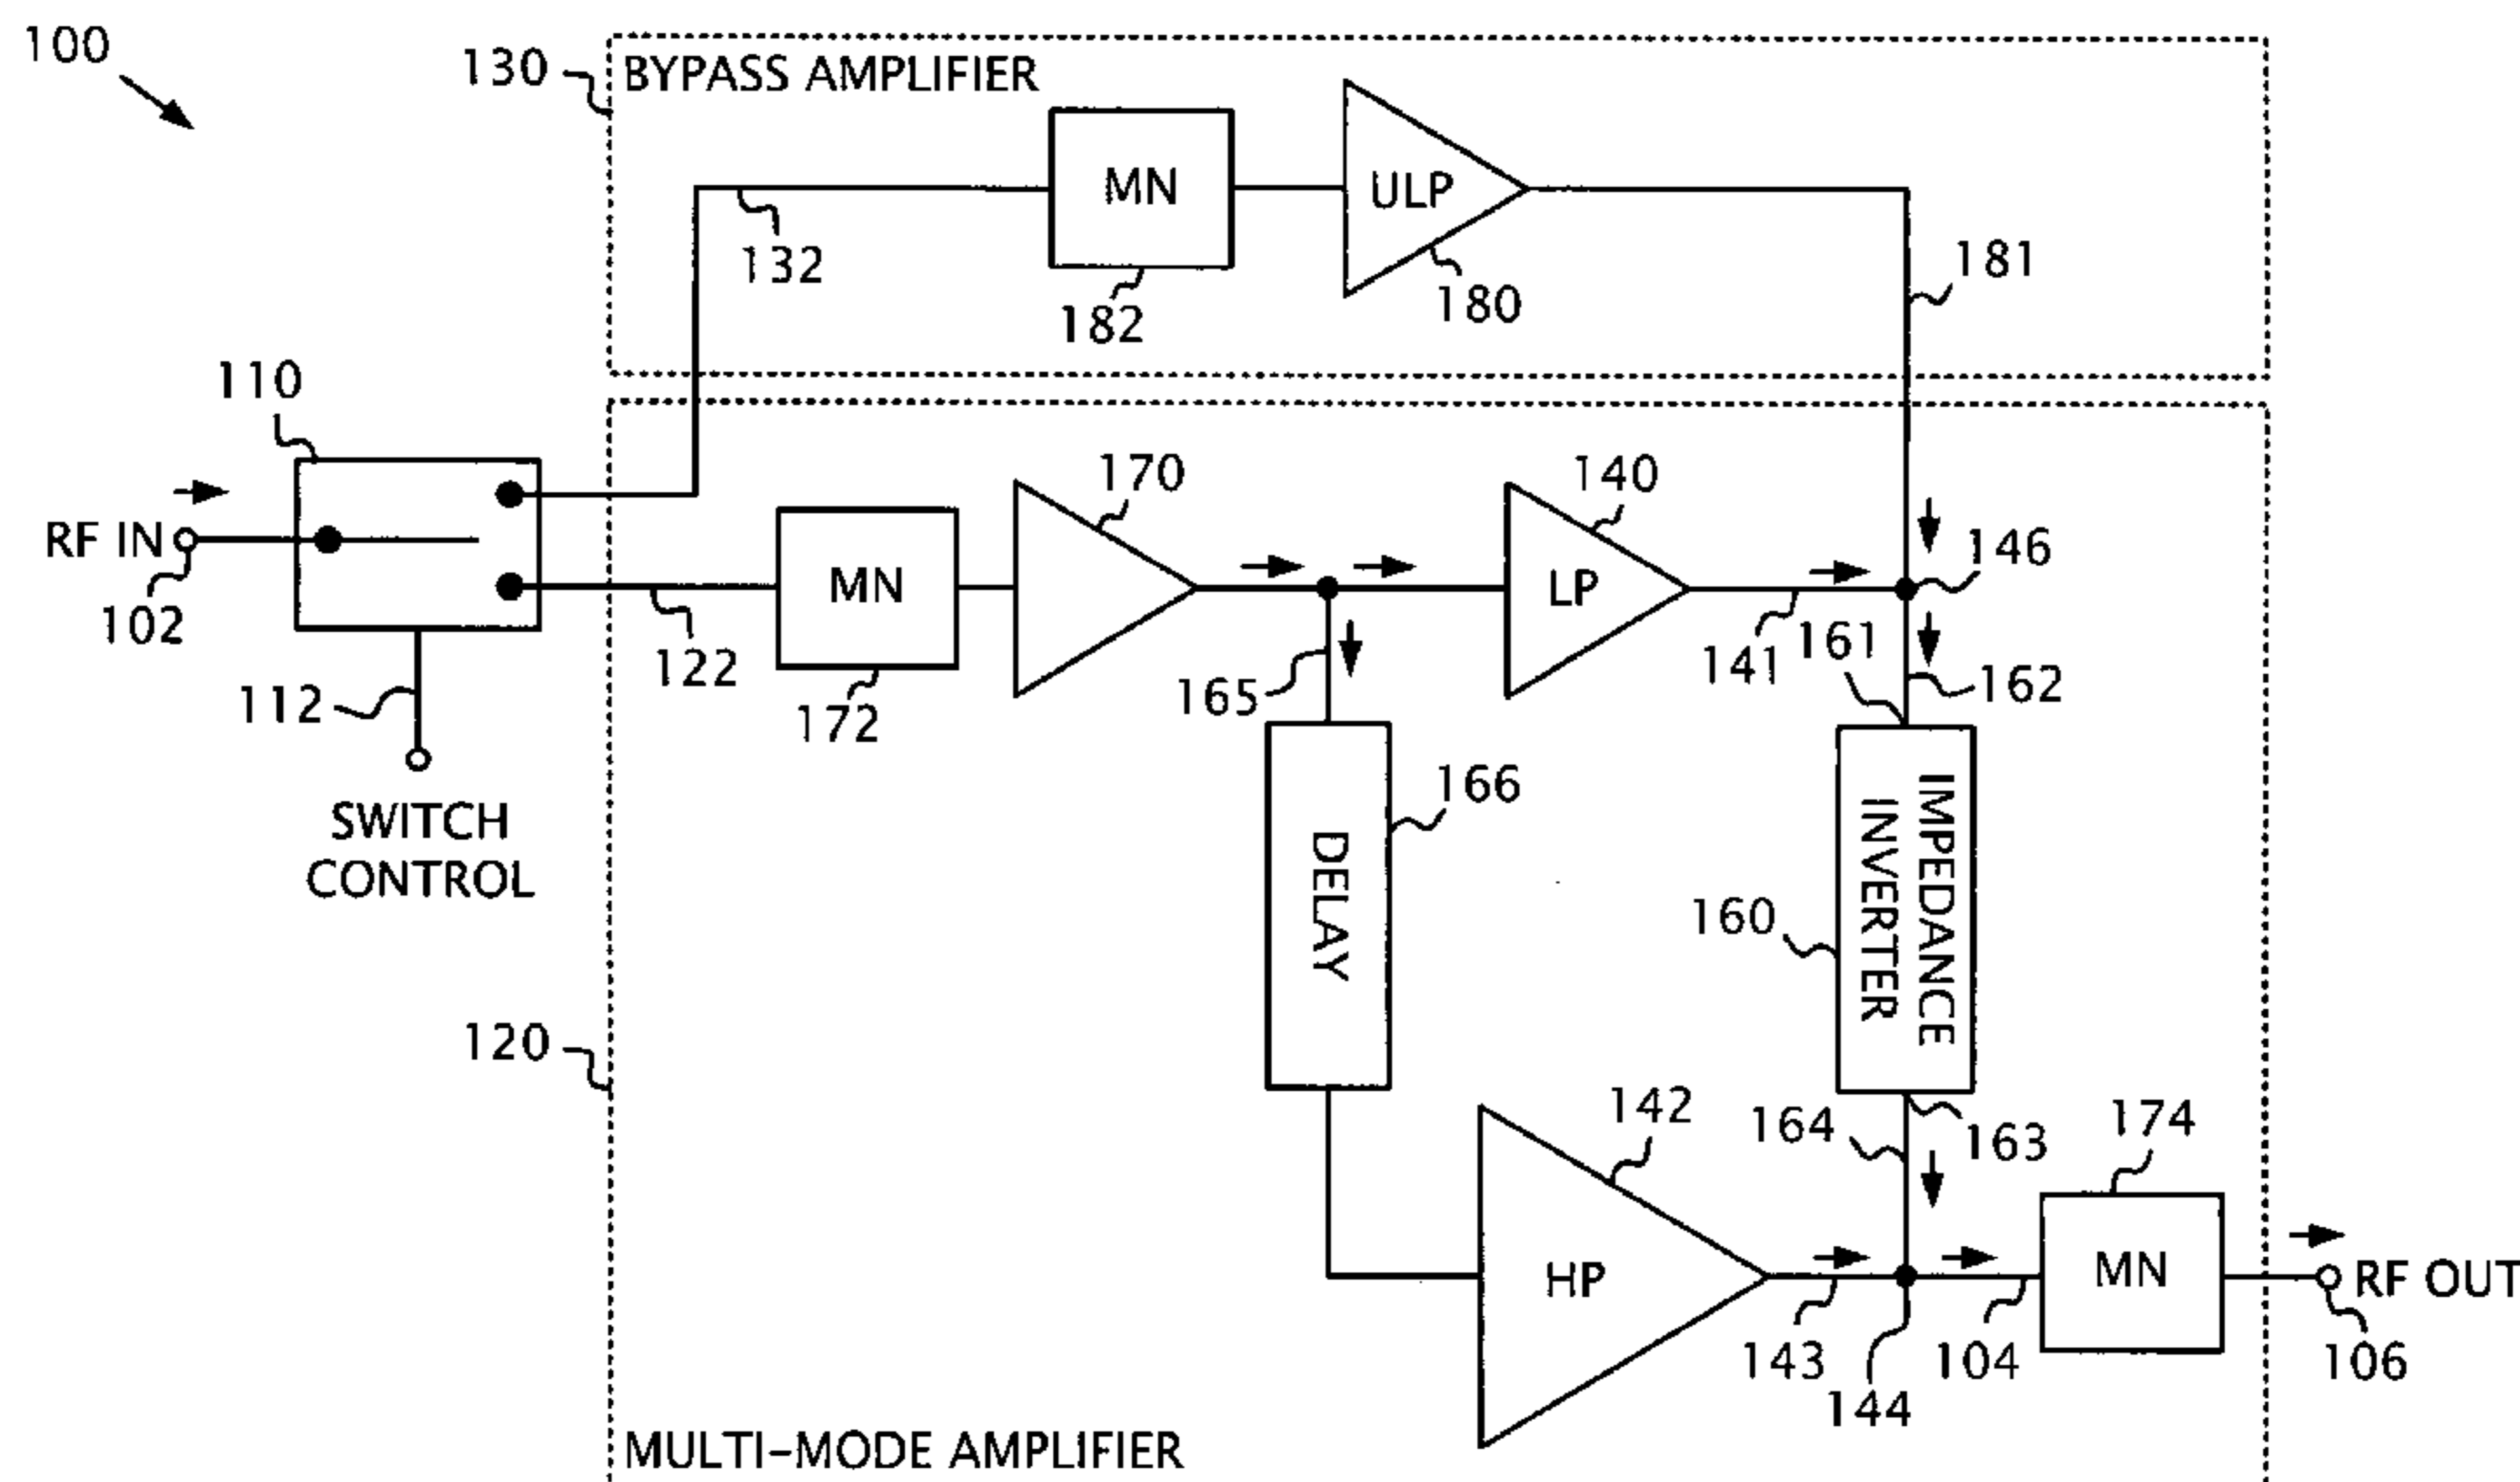 100
130
BYPASS AMPLIFIER
MN
ULP
132
182
180
181
110
170
140
RF IN
102
MN
LP
146
122
172
165
141
161
162
112
SWITCH
CONTROL
166
DELAY
160
IMPEDANCE
INVERTER
120
142
164
163
174
HP
MN
RF OUT
143
144
104
106
MULTI-MODE AMPLIFIER